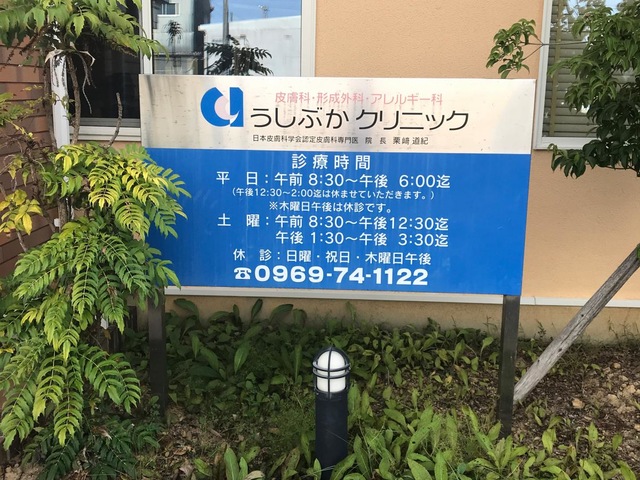 皮膚科・形成外科・アレルギー科
うしぶかクリニック
日本皮膚科学会認定皮膚科専門医 院 長 栗﨑 道紀
診療時間
平 日：午前 8:30〜午後 6:00迄
（午後12:30〜2:00迄は休ませていただきます。）
※木曜日午後は休診です。
土 曜：午前 8:30〜午後12:30迄
午後 1:30〜午後 3:30迄
休 診：日曜・祝日・木曜日午後
☎0969-74-1122